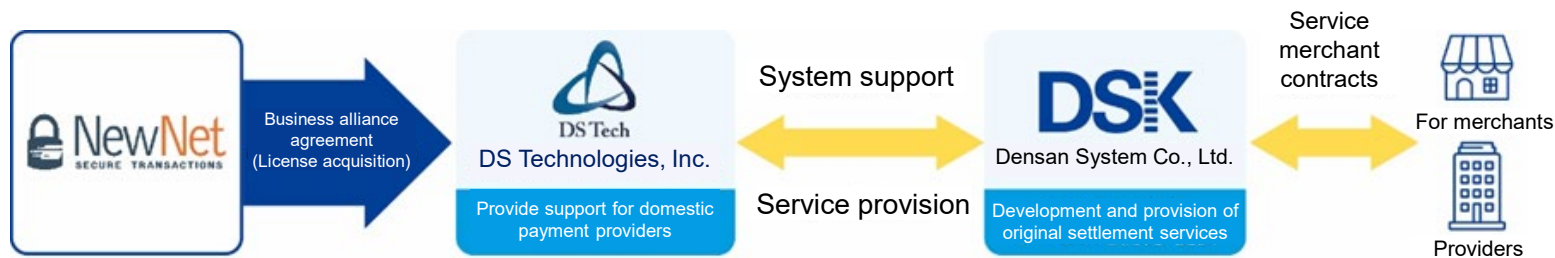 NewNet
SECURE TRANSACTIONS
Business alliance
agreement
(License acquisition)
DS Tech
DS Technologies, Inc.
Provide support for domestic
payment providers
System support
Service provision
DSK
Densan System Co., Ltd.
Development and provision of
original settlement services
Service
merchant
contracts
For merchants
Providers